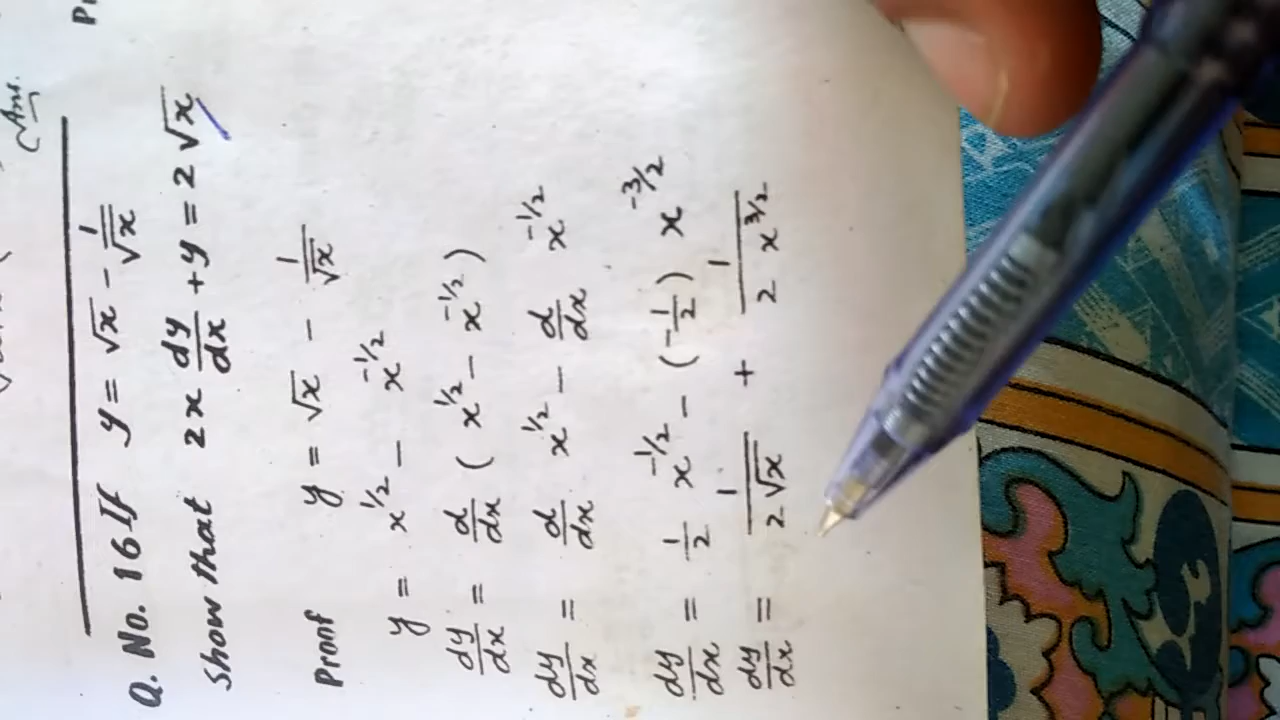 (Ans.
Q. No. 16 If y = √x - 1/√x
Show that 2x dy/dx + y = 2√x
Proof y = √x - 1/√x
y = x^1/2 - x^-1/2
dy/dx = d/dx ( x^1/2 - x^-1/2 )
dy/dx = d/dx x^1/2 - d/dx x^-1/2
dy/dx = 1/2 x^-1/2 - (-1/2) x^-3/2
dy/dx = 1/2√x + 1/2 x^3/2